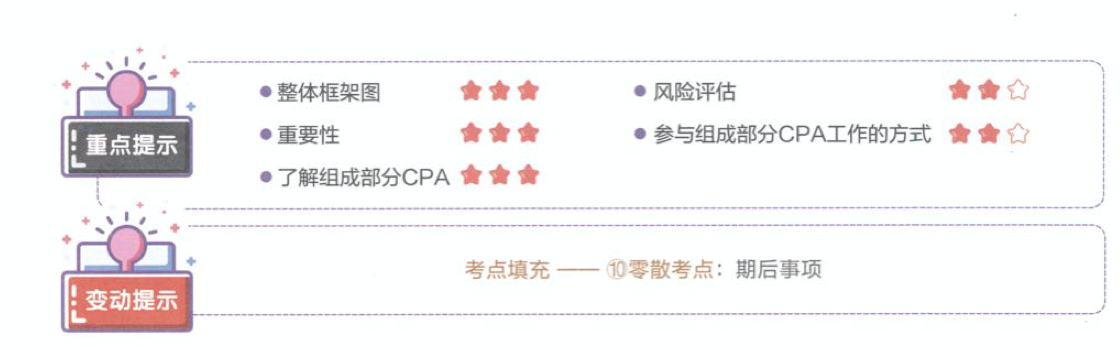 重点提示
整体框架图 ★★★
风险评估 ★★☆
重要性 ★★★
参与组成部分CPA工作的方式 ★★☆
了解组成部分CPA ★★★
变动提示
考点填充 —— ⑩零散考点：期后事项